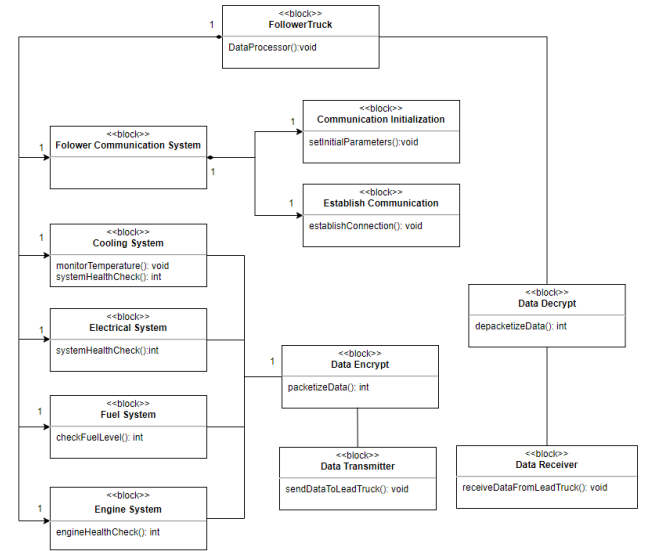 <<block>>
FollowerTruck
DataProcessor():void
1
<<block>>
Communication Initialization
setInitialParameters():void
1
<<block>>
Folower Communication System
1
1
<<block>>
Establish Communication
establishConnection(): void
1
<<block>>
Cooling System
monitorTemperature(): void
systemHealthCheck(): int
1
<<block>>
Data Decrypt
depacketizeData(): int
<<block>>
Electrical System
systemHealthCheck():int
1
<<block>>
Data Encrypt
packetizeData(): int
1
<<block>>
Fuel System
checkFuelLevel(): int
1
<<block>>
Data Transmitter
sendDataToLeadTruck(): void
<<block>>
Data Receiver
receiveDataFromLeadTruck(): void
<<block>>
Engine System
engineHealthCheck(): int
1